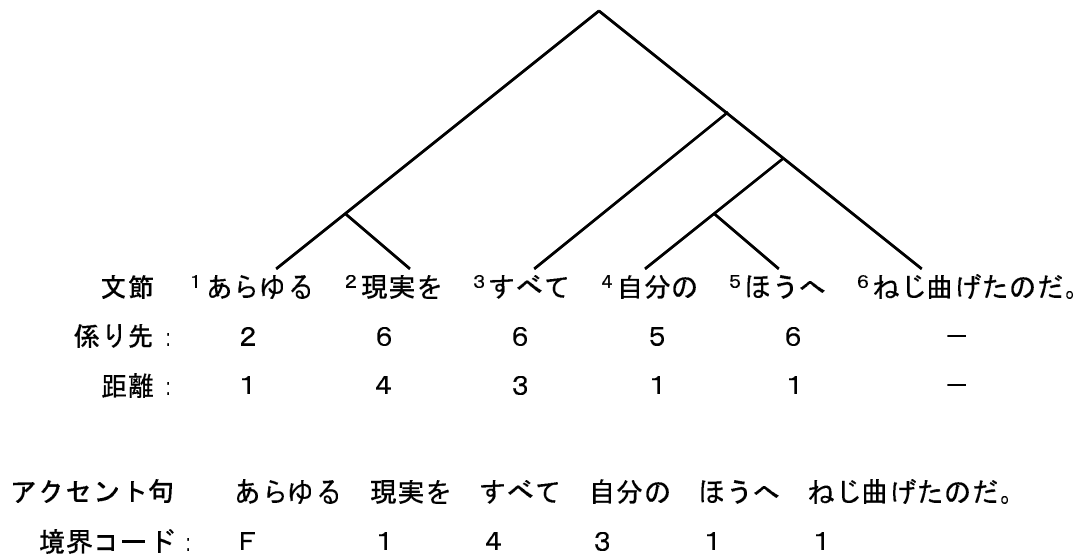 文節 ¹あらゆる ²現実を ³すべて ⁴自分の ⁵ほうへ ⁶ねじ曲げたのだ。
係り先： 2 6 6 5 6 －
距離： 1 4 3 1 1 －
アクセント句 あらゆる 現実を すべて 自分の ほうへ ねじ曲げたのだ。
境界コード： F 1 4 3 1 1